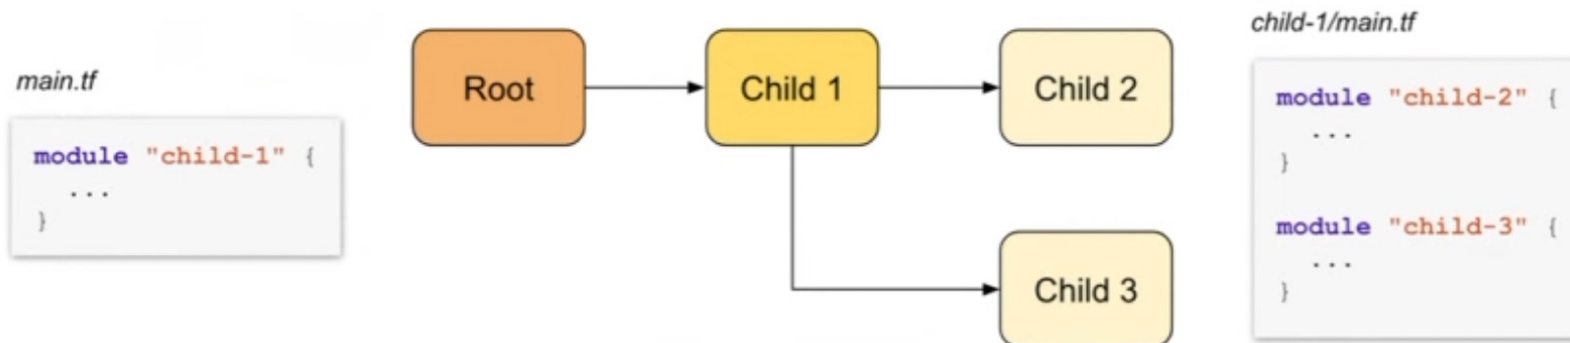 main.tf
module "child-1" {
...
}
Root
Child 1
Child 2
Child 3
child-1/main.tf
module "child-2" {
...
}
module "child-3" {
...
}